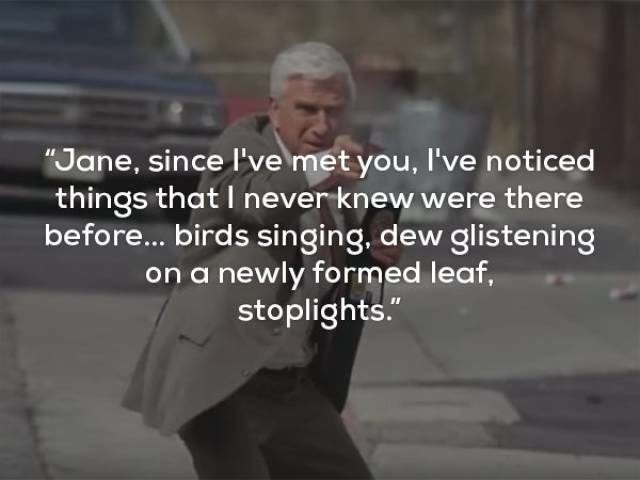 “Jane, since I've met you, I've noticed
things that I never knew were there
before... birds singing, dew glistening
on a newly formed leaf,
stoplights.”